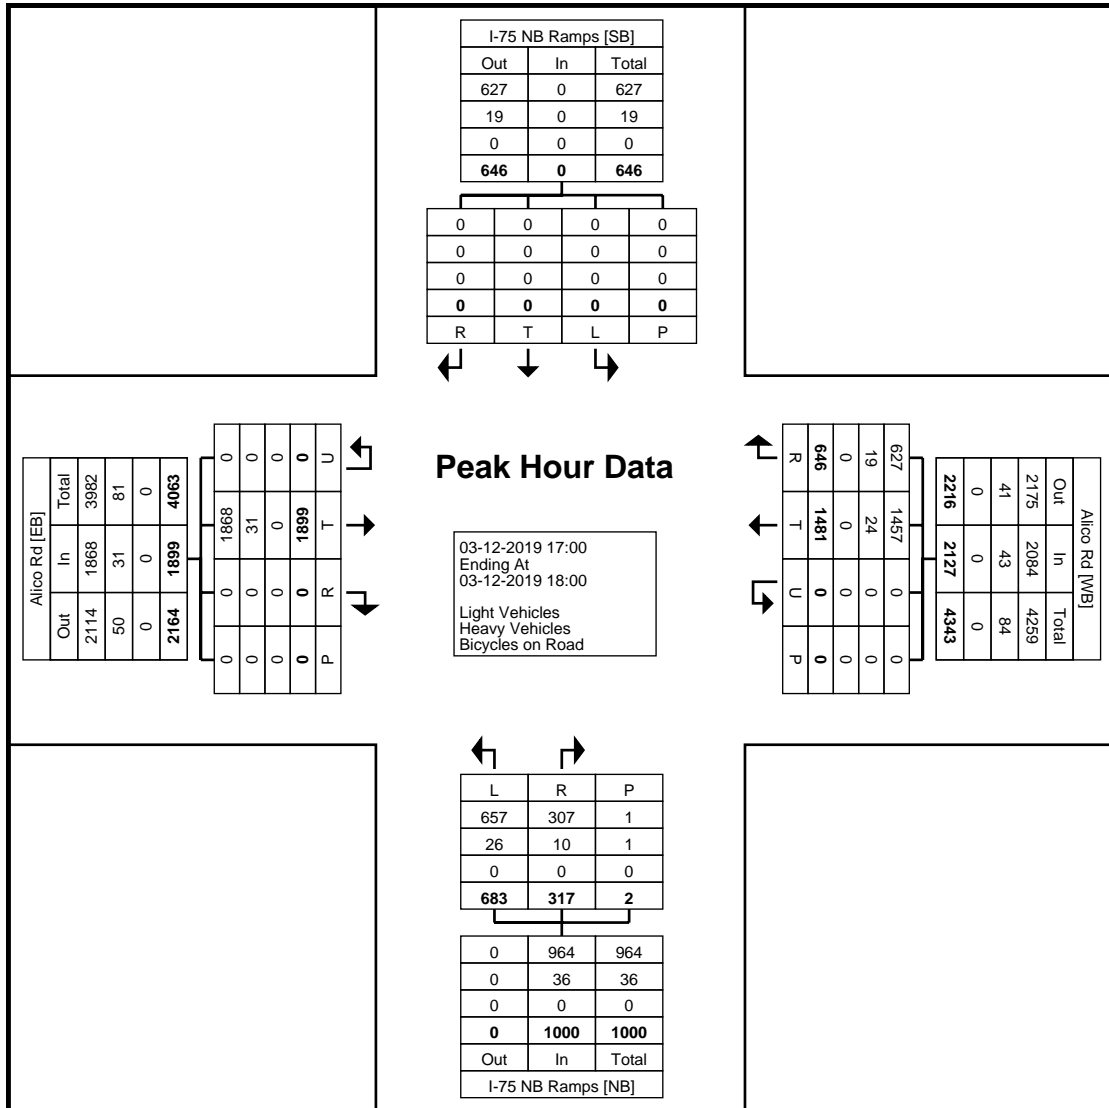 I-75 NB Ramps [SB]
Out In Total
627 0 627
19 0 19
0 0 0
646 0 646
0 0 0 0
0 0 0 0
0 0 0 0
0 0 0 0
R T L P
Alico Rd [EB]
Total In Out
3982 1868 2114
81 31 50
0 0 0
4063 1899 2164
0 1868 0 0
0 31 0 0
0 0 0 0
0 1899 0 0
U T R P
Peak Hour Data
03-12-2019 17:00
Ending At
03-12-2019 18:00
Light Vehicles
Heavy Vehicles
Bicycles on Road
627 1457 0 0
19 24 0 0
0 0 0 0
646 1481 0 0
R T U P
Alico Rd [WB]
Out In Total
2175 2084 4259
41 43 84
0 0 0
2216 2127 4343
L R P
657 307 1
26 10 1
0 0 0
683 317 2
0 964 964
0 36 36
0 0 0
0 1000 1000
Out In Total
I-75 NB Ramps [NB]